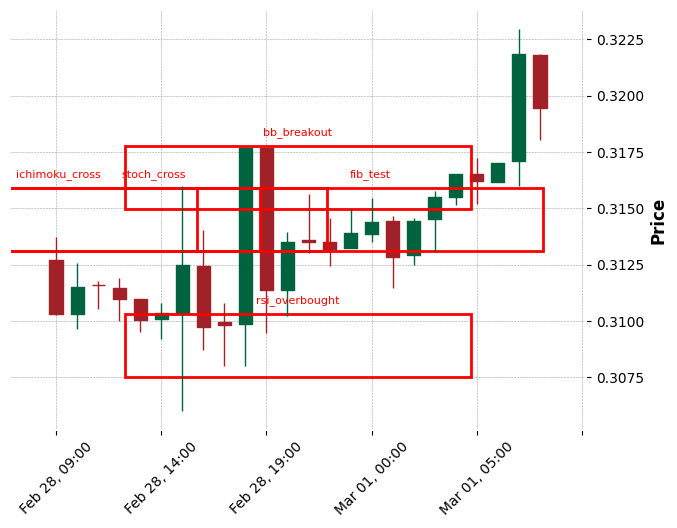 0.3225
0.3200
bb_breakout
0.3175
ichimoku_cross stoch_cross fib_test
0.3150
Price
0.3125
rsi_overbought
0.3100
0.3075
Feb 28, 09:00
Feb 28, 14:00
Feb 28, 19:00
Mar 01, 00:00
Mar 01, 05:00